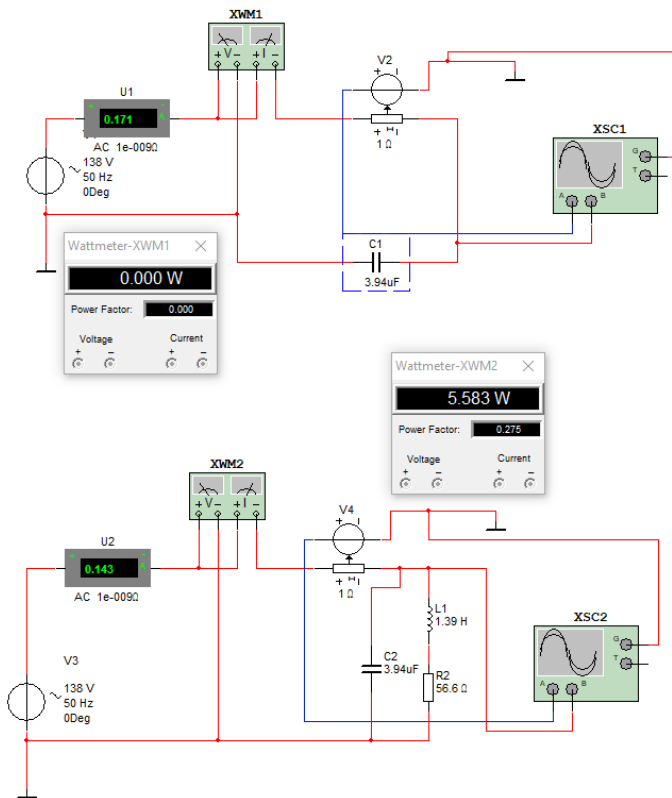 XWM1
V
I
V2
U1
0.171
A
AC 1e-009Ω
138 V
50 Hz
0Deg
1 Ω
XSC1
G
T
A
B
C1
3.94uF
Wattmeter-XWM1
0.000 W
Power Factor:
0.000
Voltage
Current
+ − + −
Wattmeter-XWM2
5.583 W
Power Factor:
0.275
Voltage
Current
+ − + −
XWM2
V
I
V4
U2
0.143
A
AC 1e-009Ω
1 Ω
L1
1.39 H
C2
3.94uF
R2
56.6 Ω
XSC2
G
T
A
B
V3
138 V
50 Hz
0Deg